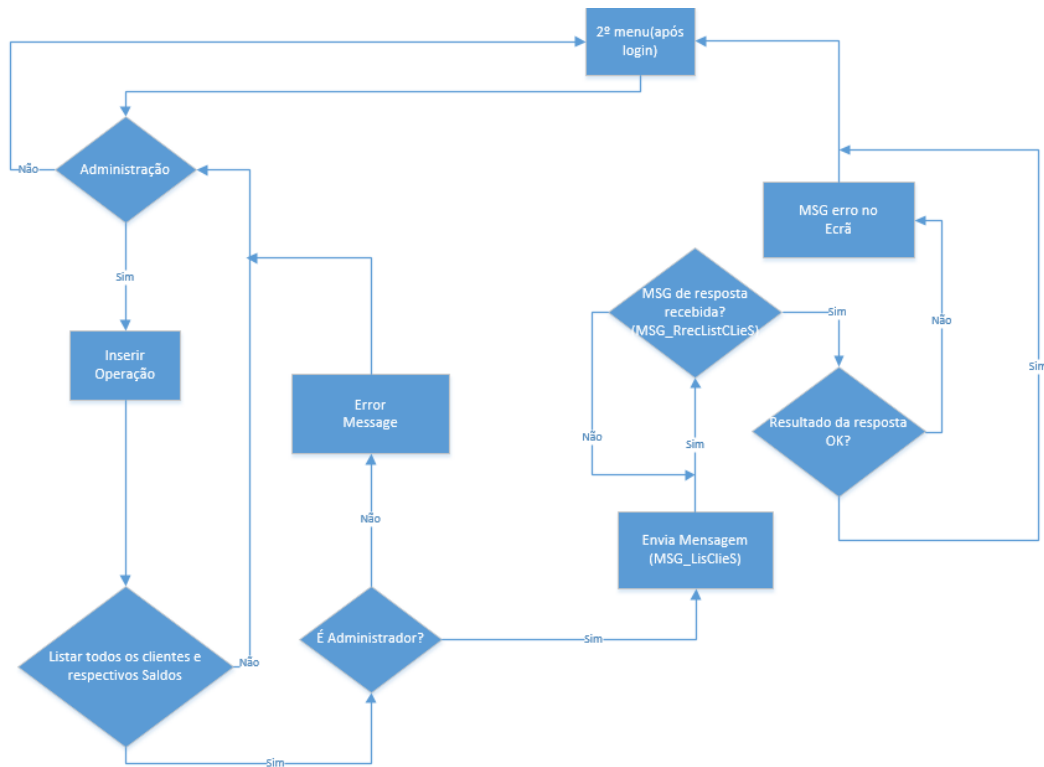 2º menu(após
login)
Não
Administração
Sim
Inserir
Operação
Listar todos os clientes e
respectivos Saldos
Não
Sim
Error
Message
Não
É Administrador?
Sim
Envia Mensagem
(MSG_LisClieS)
Sim
Não
MSG de resposta
recebida?
(MSG_RrecListCLieS)
Sim
Resultado da resposta
OK?
Não
MSG erro no
Ecrã
Sim